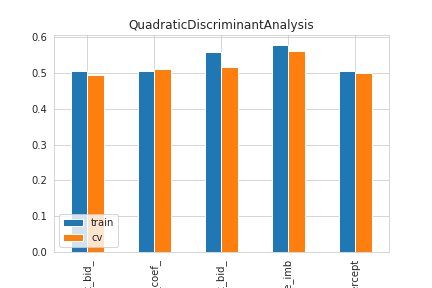 QuadraticDiscriminantAnalysis
0.6
0.5
0.4
0.3
0.2
0.1
0.0
train
cv
_bid_
_coef_
_bid_
e_imb
ercept